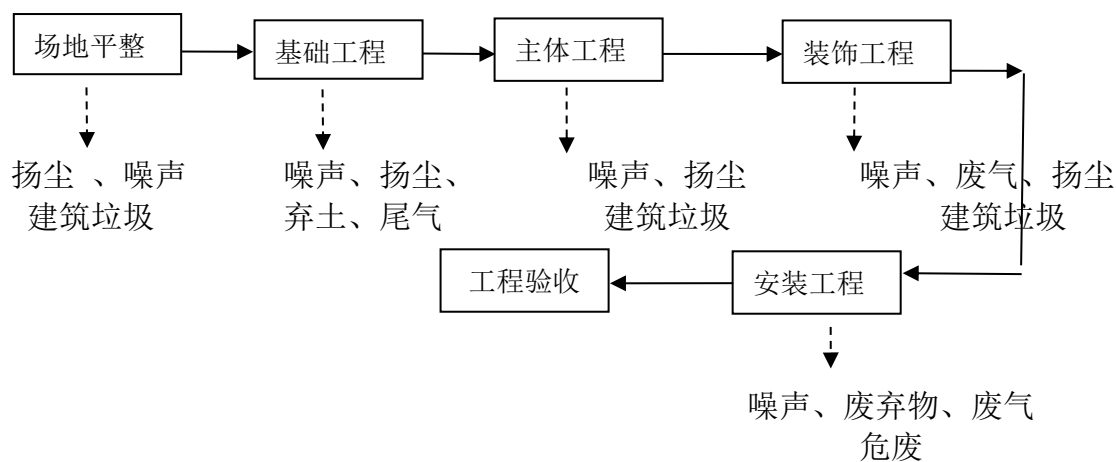 场地平整
基础工程
主体工程
装饰工程
扬尘 、噪声
建筑垃圾
噪声、扬尘、
弃土、尾气
噪声、扬尘
建筑垃圾
噪声、废气、扬尘
建筑垃圾
工程验收
安装工程
噪声、废弃物、废气
危废